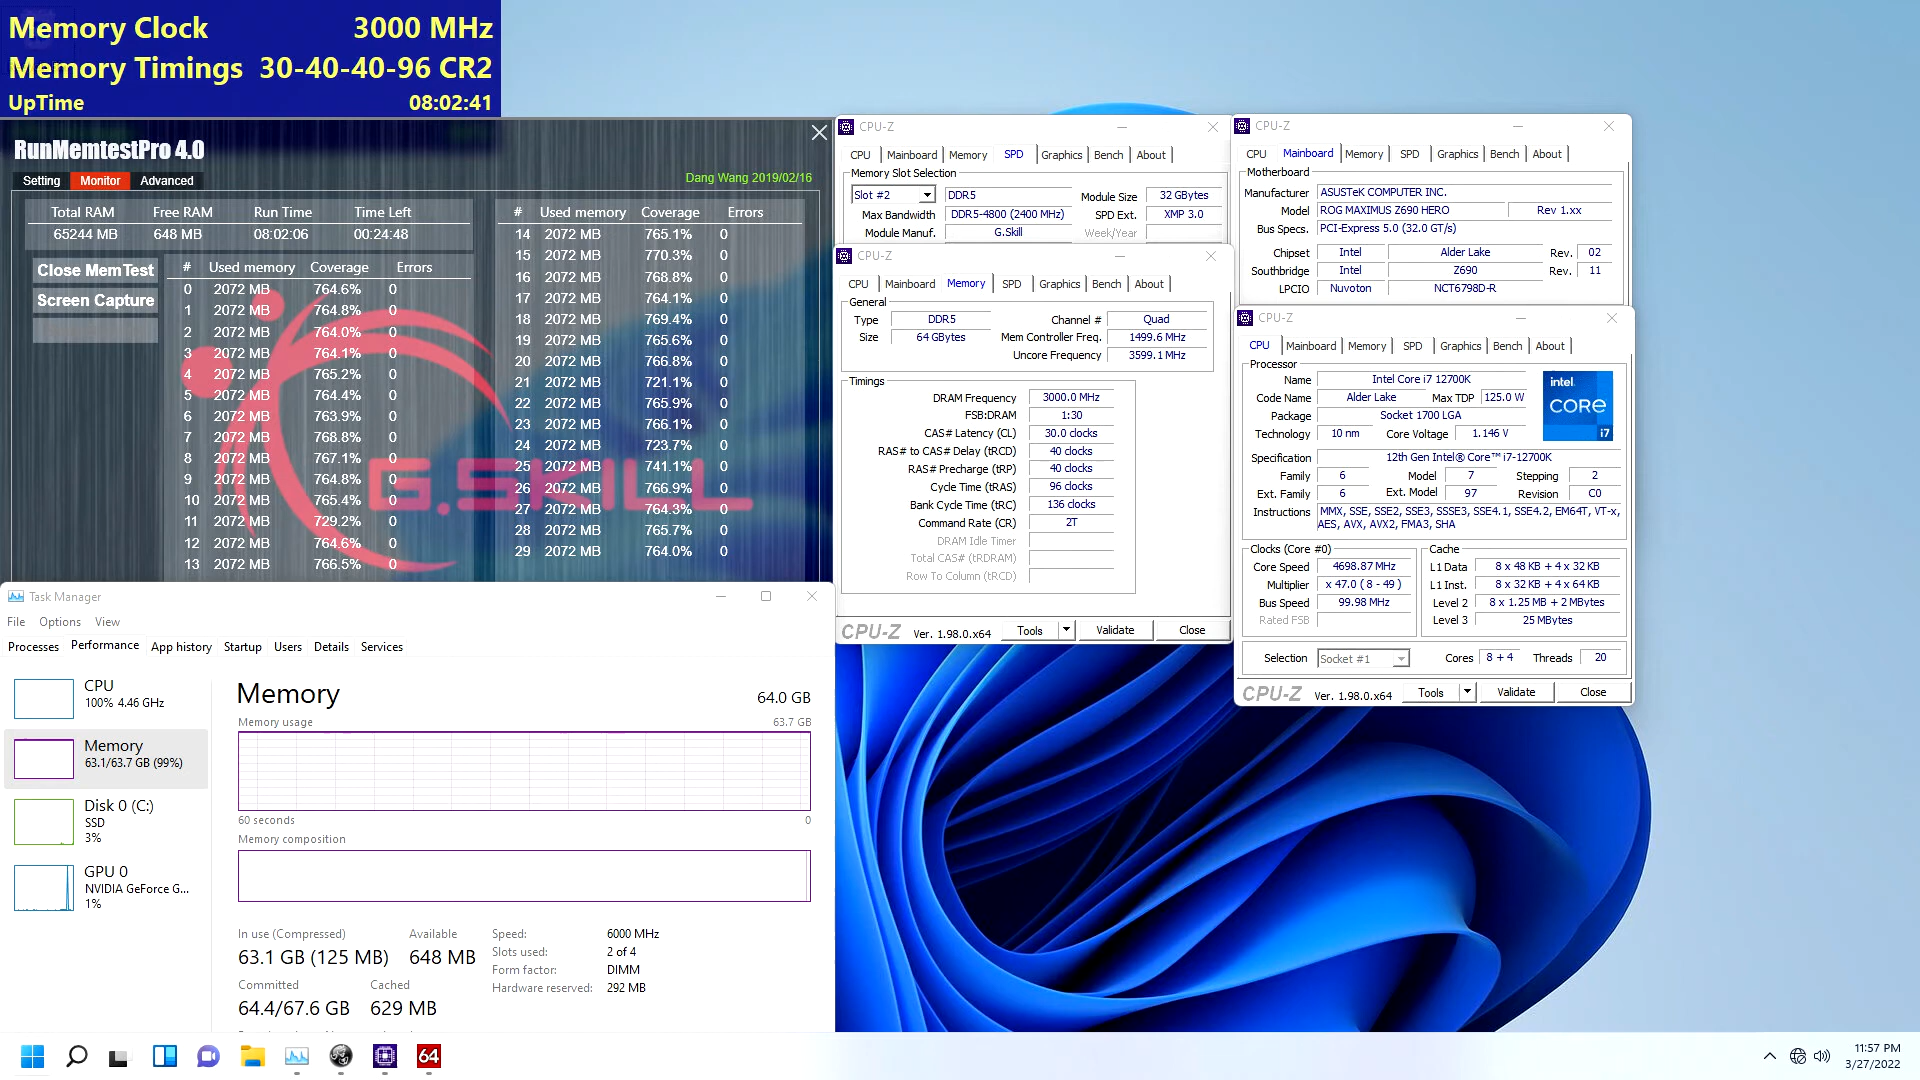 Memory Clock 3000 MHz
Memory Timings 30-40-40-96 CR2
UpTime 08:02:41
RunMemtestPro 4.0
Setting Monitor Advanced
Dang Wang 2019/02/16
Total RAM Free RAM Run Time Time Left
65244 MB 648 MB 08:02:06 00:24:48
Close MemTest
Screen Capture
# Used memory Coverage Errors
0 2072 MB 764.6% 0
1 2072 MB 764.8% 0
2 2072 MB 764.0% 0
3 2072 MB 764.1% 0
4 2072 MB 765.2% 0
5 2072 MB 764.4% 0
6 2072 MB 763.9% 0
7 2072 MB 768.8% 0
8 2072 MB 767.1% 0
9 2072 MB 764.8% 0
10 2072 MB 765.4% 0
11 2072 MB 729.2% 0
12 2072 MB 764.6% 0
13 2072 MB 766.5% 0
# Used memory Coverage Errors
14 2072 MB 765.1% 0
15 2072 MB 770.3% 0
16 2072 MB 768.8% 0
17 2072 MB 764.1% 0
18 2072 MB 769.4% 0
19 2072 MB 765.6% 0
20 2072 MB 766.8% 0
21 2072 MB 721.1% 0
22 2072 MB 765.9% 0
23 2072 MB 766.1% 0
24 2072 MB 723.7% 0
25 2072 MB 741.1% 0
26 2072 MB 766.9% 0
27 2072 MB 764.3% 0
28 2072 MB 765.7% 0
29 2072 MB 764.0% 0
G.SKILL
CPU-Z
CPU Mainboard Memory SPD Graphics Bench About
Memory Slot Selection
Slot #2 DDR5 Module Size 32 GBytes
Max Bandwidth DDR5-4800 (2400 MHz) SPD Ext. XMP 3.0
Module Manuf. G.Skill Week/Year
CPU-Z
CPU Mainboard Memory SPD Graphics Bench About
General
Type DDR5 Channel # Quad
Size 64 GBytes Mem Controller Freq. 1499.6 MHz
Uncore Frequency 3599.1 MHz
Timings
DRAM Frequency 3000.0 MHz
FSB:DRAM 1:30
CAS# Latency (CL) 30.0 clocks
RAS# to CAS# Delay (tRCD) 40 clocks
RAS# Precharge (tRP) 40 clocks
Cycle Time (tRAS) 96 clocks
Bank Cycle Time (tRC) 136 clocks
Command Rate (CR) 2T
DRAM Idle Timer
Total CAS# (tRDRAM)
Row To Column (tRCD)
CPU-Z Ver. 1.98.0.x64 Tools Validate Close
CPU-Z
CPU Mainboard Memory SPD Graphics Bench About
Motherboard
Manufacturer ASUSTeK COMPUTER INC.
Model ROG MAXIMUS Z690 HERO Rev 1.xx
Bus Specs. PCI-Express 5.0 (32.0 GT/s)
Chipset Intel Alder Lake Rev. 02
Southbridge Intel Z690 Rev. 11
LPCIO Nuvoton NCT6798D-R
CPU-Z
CPU Mainboard Memory SPD Graphics Bench About
Processor
Name Intel Core i7 12700K
Code Name Alder Lake Max TDP 125.0 W
Package Socket 1700 LGA
Technology 10 nm Core Voltage 1.146 V
intel
CORE
i7
Specification 12th Gen Intel® Core™ i7-12700K
Family 6 Model 7 Stepping 2
Ext. Family 6 Ext. Model 97 Revision C0
Instructions MMX, SSE, SSE2, SSE3, SSSE3, SSE4.1, SSE4.2, EM64T, VT-x,
AES, AVX, AVX2, FMA3, SHA
Clocks (Core #0)
Core Speed 4698.87 MHz
Multiplier x 47.0 ( 8 - 49 )
Bus Speed 99.98 MHz
Rated FSB
Cache
L1 Data 8 x 48 KB + 4 x 32 KB
L1 Inst. 8 x 32 KB + 4 x 64 KB
Level 2 8 x 1.25 MB + 2 MBytes
Level 3 25 MBytes
Selection Socket #1 Cores 8 + 4 Threads 20
CPU-Z Ver. 1.98.0.x64 Tools Validate Close
Task Manager
File Options View
Processes Performance App history Startup Users Details Services
CPU
100% 4.46 GHz
Memory
63.1/63.7 GB (99%)
Disk 0 (C:)
SSD
3%
GPU 0
NVIDIA GeForce G...
1%
Memory 64.0 GB
Memory usage 63.7 GB
60 seconds 0
Memory composition
In use (Compressed) Available
63.1 GB (125 MB) 648 MB
Committed Cached
64.4/67.6 GB 629 MB
Speed: 6000 MHz
Slots used: 2 of 4
Form factor: DIMM
Hardware reserved: 292 MB
64
11:57 PM
3/27/2022